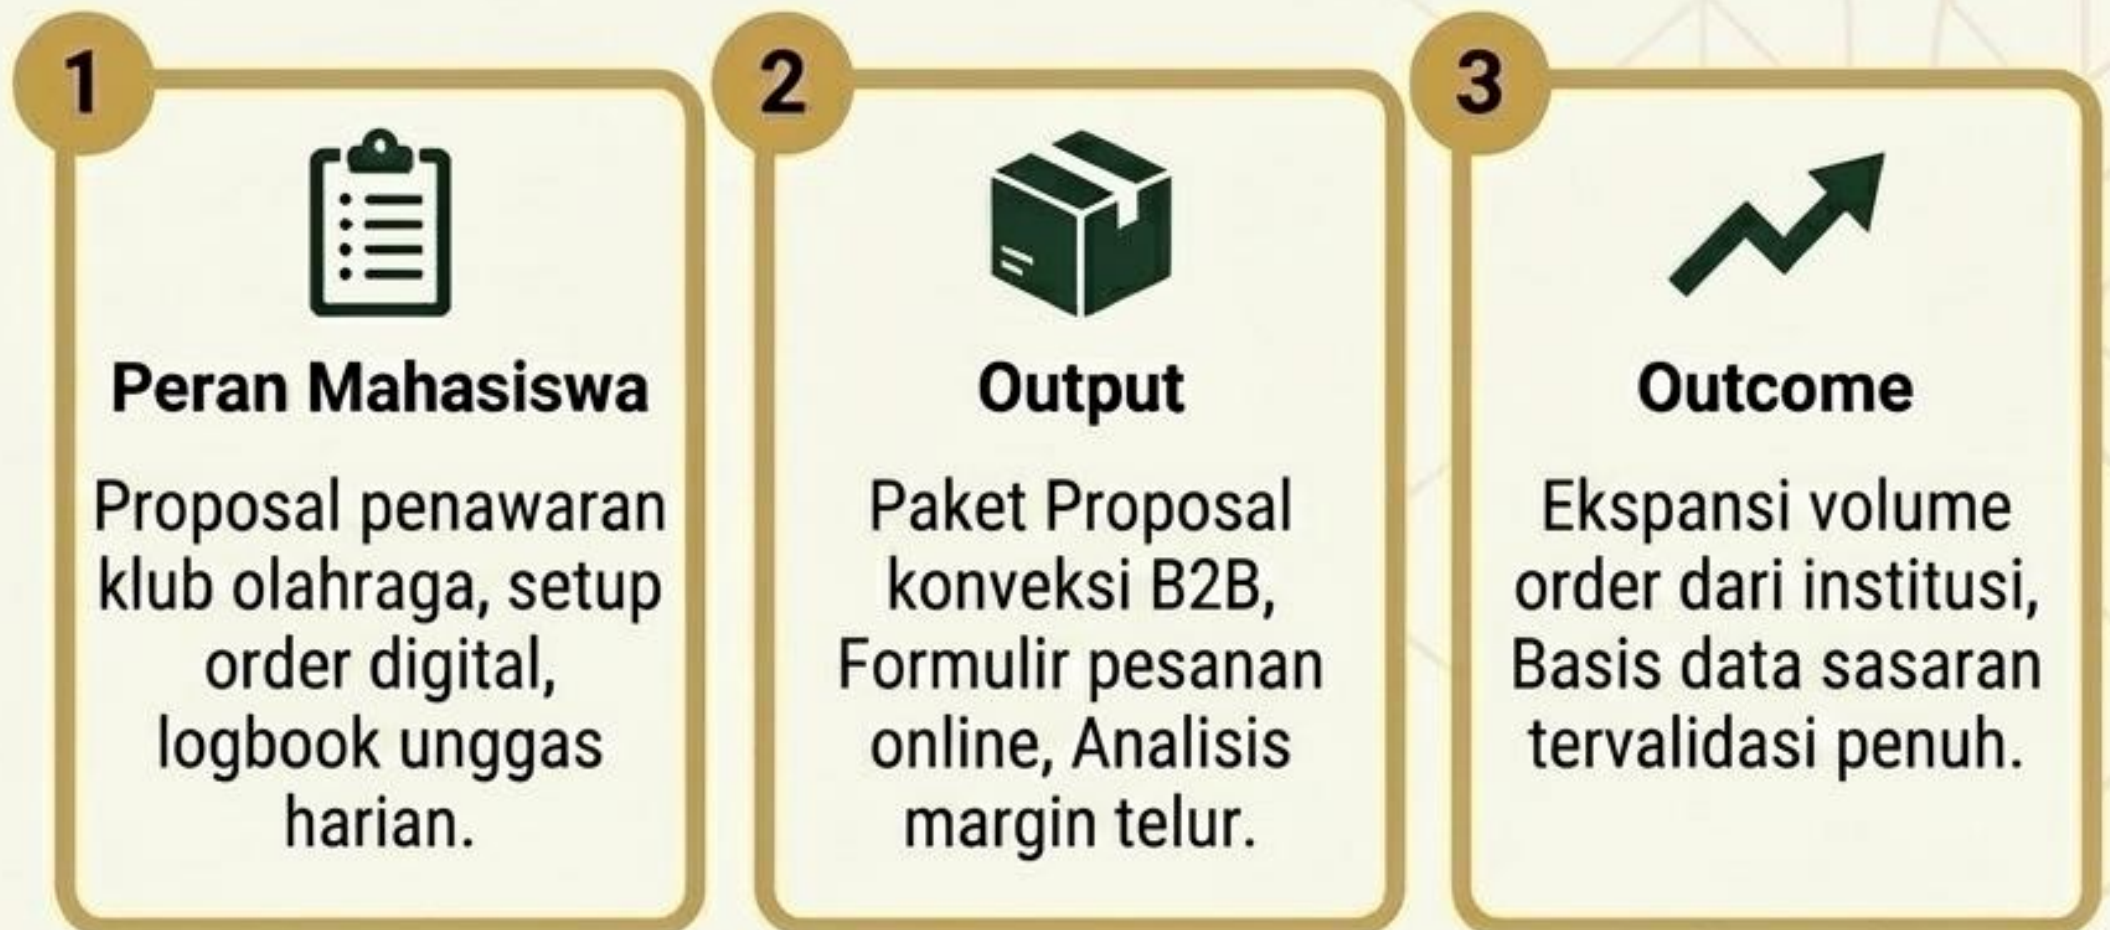 1
Peran Mahasiswa
Proposal penawaran
klub olahraga, setup
order digital,
logbook unggas
harian.
2
Output
Paket Proposal
konveksi B2B,
Formulir pesanan
online, Analisis
margin telur.
3
Outcome
Ekspansi volume
order dari institusi,
Basis data sasaran
tervalidasi penuh.